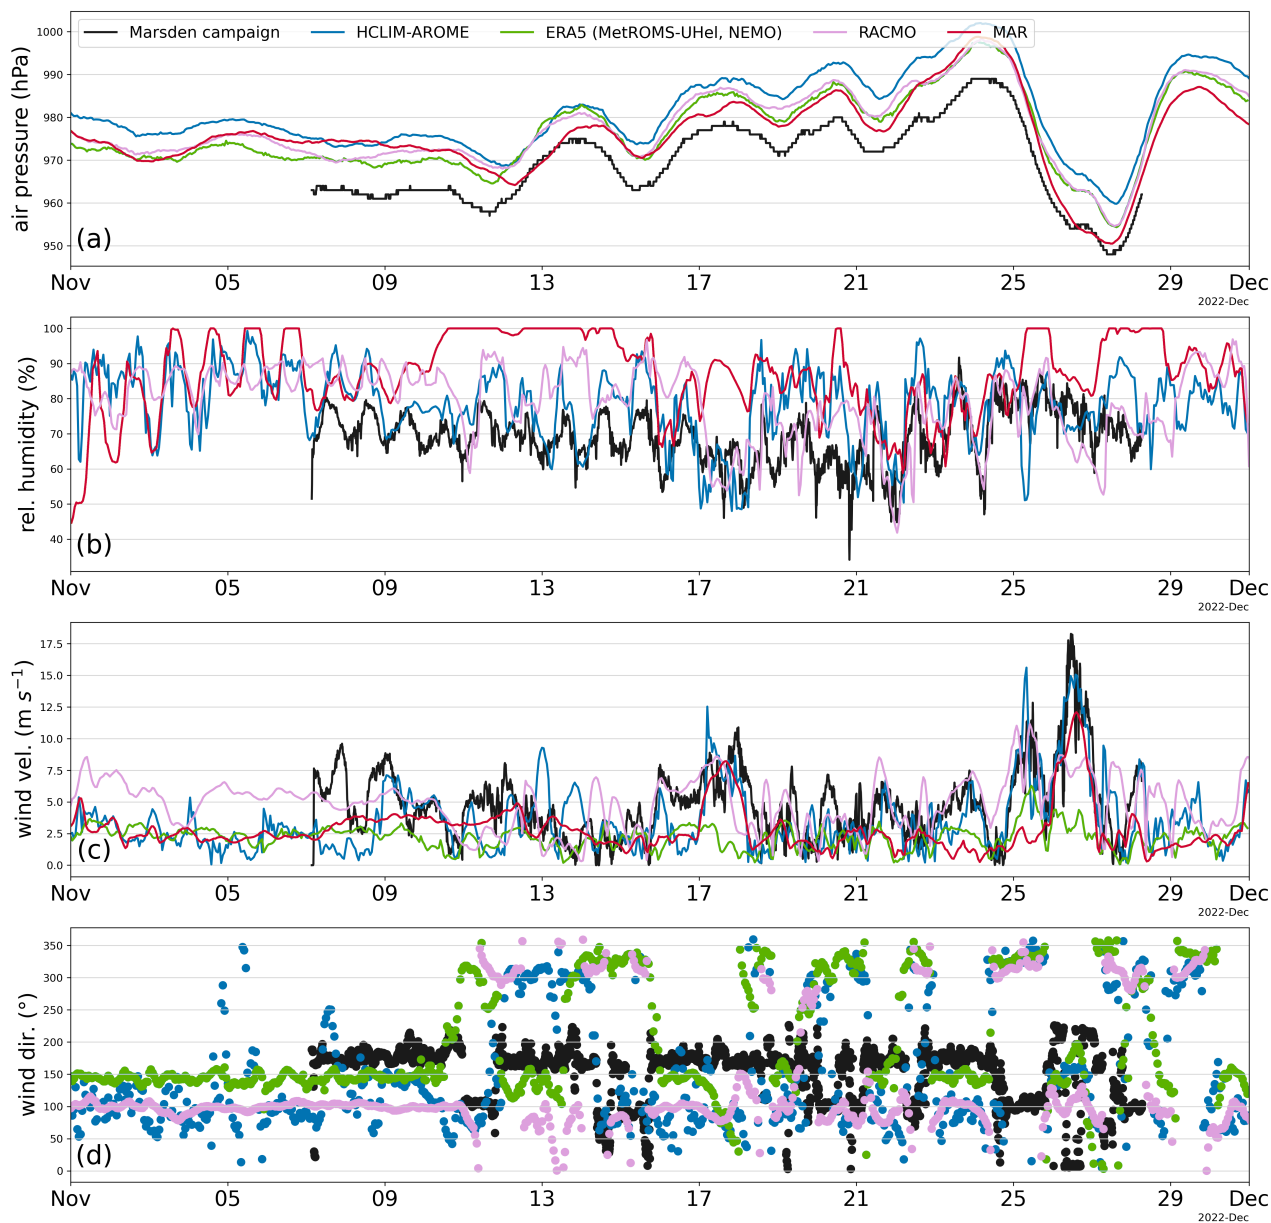 Marsden campaign HCLIM-AROME ERA5 (MetROMS-UHel, NEMO) RACMO MAR
1000
990
980
970
960
950
air pressure (hPa)
(a)
Nov 05 09 13 17 21 25 29 Dec
2022-Dec
100
90
80
70
60
50
40
rel. humidity (%)
(b)
Nov 05 09 13 17 21 25 29 Dec
2022-Dec
17.5
15.0
12.5
10.0
7.5
5.0
2.5
0.0
wind vel. (m s⁻¹)
(c)
Nov 05 09 13 17 21 25 29 Dec
2022-Dec
350
300
250
200
150
100
50
0
wind dir. (°)
(d)
Nov 05 09 13 17 21 25 29 Dec
2022-Dec